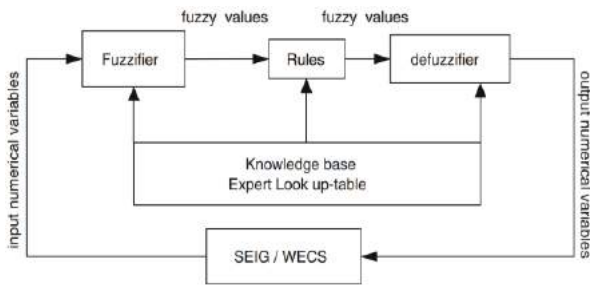 fuzzy values
fuzzy values
Fuzzifier
Rules
defuzzifier
input numerical variables
output numerical variables
Knowledge base
Expert Look up-table
SEIG / WECS